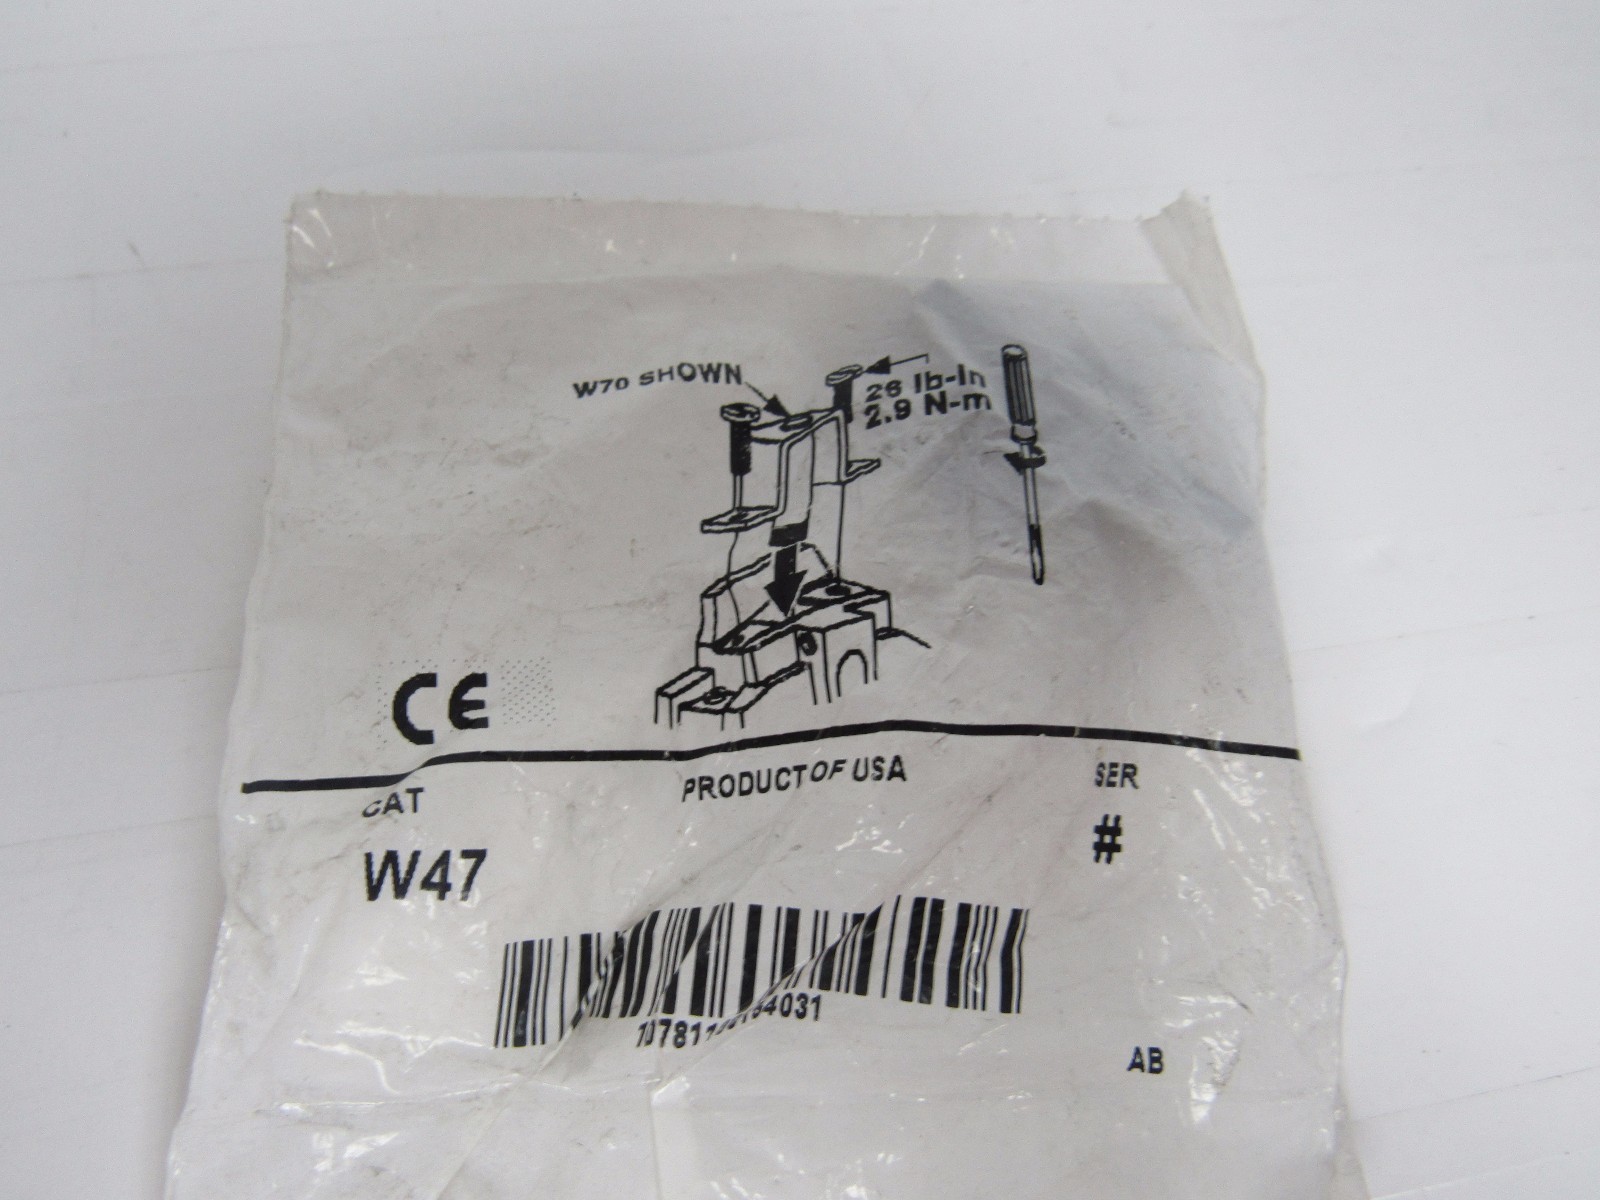 W70 SHOWN
26 lb-In
2.9 N-m
CE
CAT
PRODUCT OF USA
SER
W47
#
AB